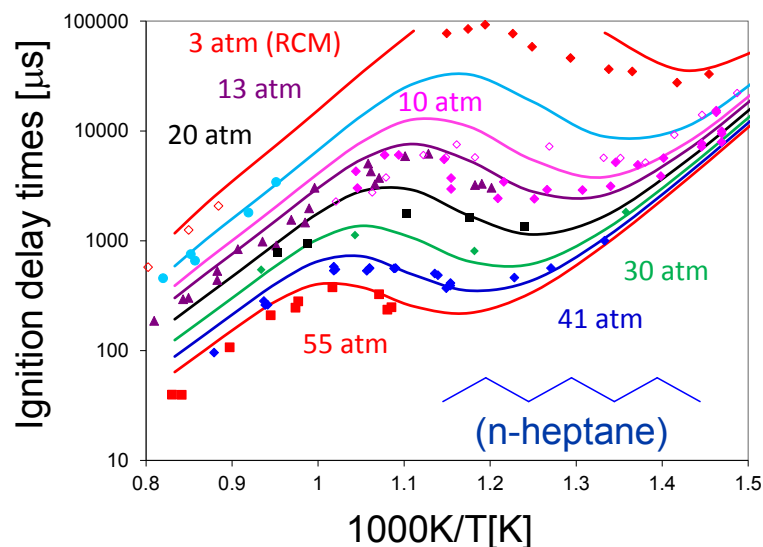 100000
10000
1000
100
10
Ignition delay times [μs]
3 atm (RCM)
13 atm
10 atm
20 atm
30 atm
41 atm
55 atm
(n-heptane)
0.8 0.9 1 1.1 1.2 1.3 1.4 1.5
1000K/T[K]